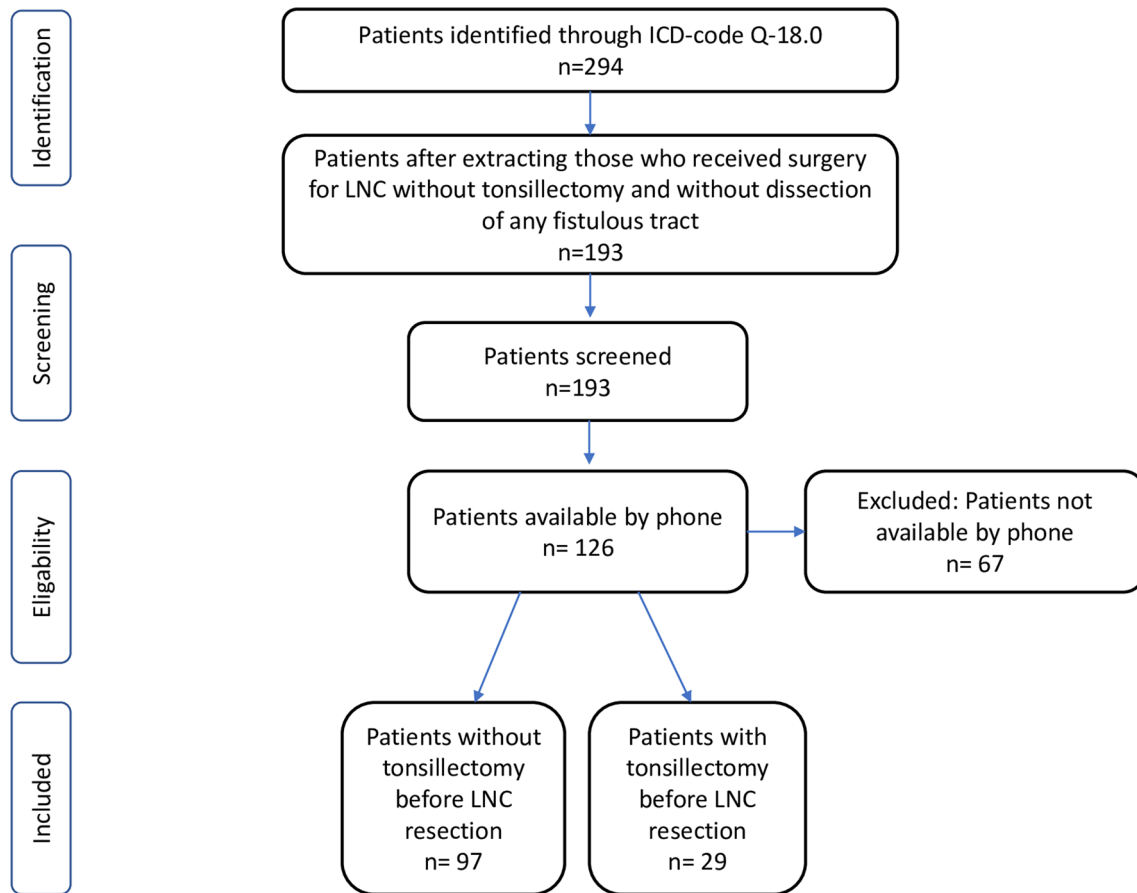 Identification
Patients identified through ICD-code Q-18.0
n=294
Patients after extracting those who received surgery
for LNC without tonsillectomy and without dissection
of any fistulous tract
n=193
Screening
Patients screened
n=193
Eligability
Patients available by phone
n= 126
Excluded: Patients not
available by phone
n= 67
Included
Patients without
tonsillectomy
before LNC
resection
n= 97
Patients with
tonsillectomy
before LNC
resection
n= 29